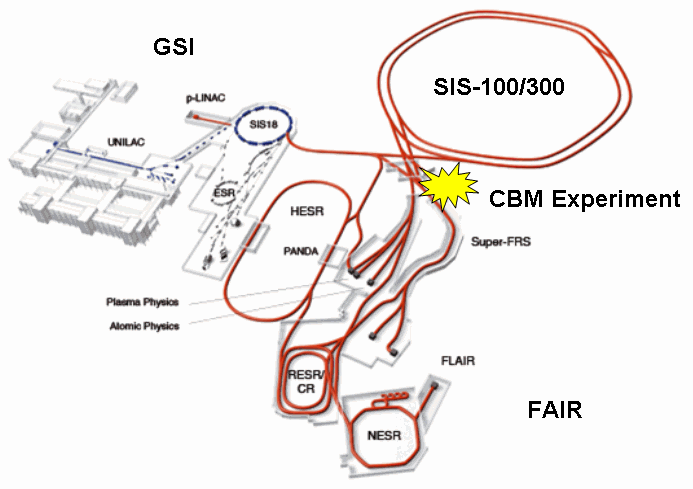 GSI
SIS-100/300
p-LINAC
SIS18
UNILAC
ESR
CBM Experiment
HESR
Super-FRS
PANDA
Plasma Physics
Atomic Physics
FLAIR
RESR/
CR
FAIR
NESR